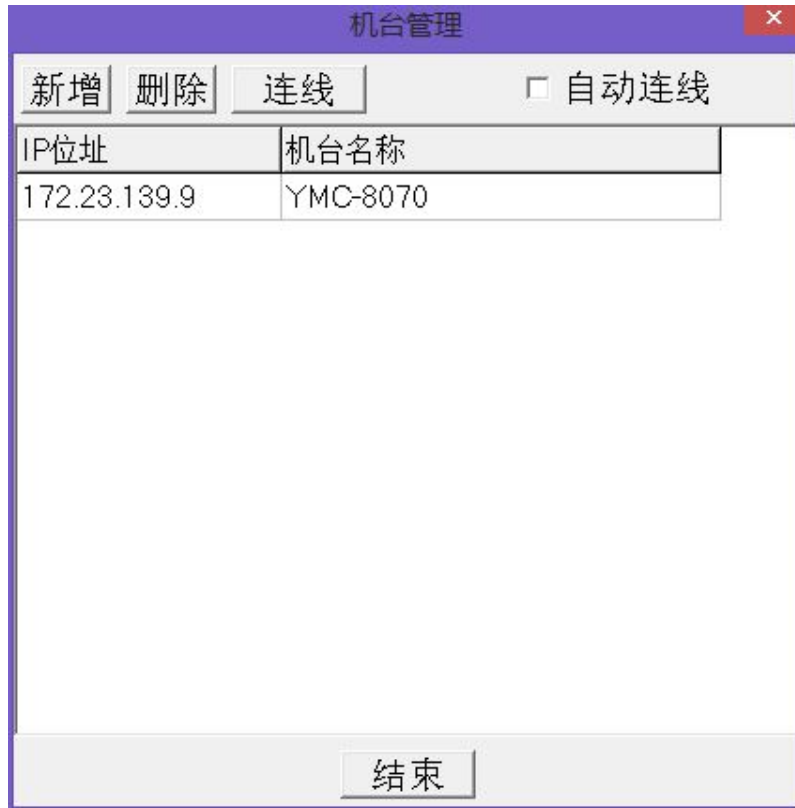 机台管理
新增 删除 连线 自动连线
IP位址 机台名称
172.23.139.9 YMC-8070
结束